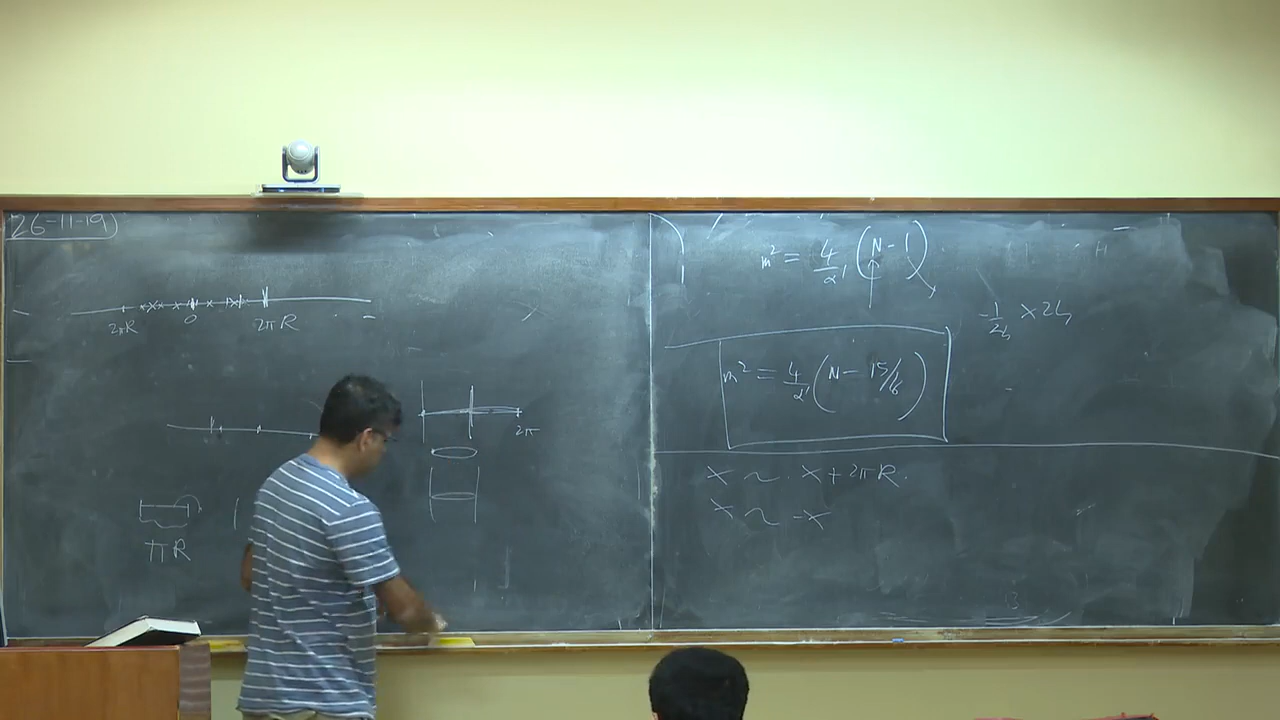 26-11-19
2πR 0 2πR
2π
πR
m² = 4/α' (N - 1)
-1/24 × 24
m² = 4/α' (N - 15/16)
X ~ X + 2πR.
X ~ -X